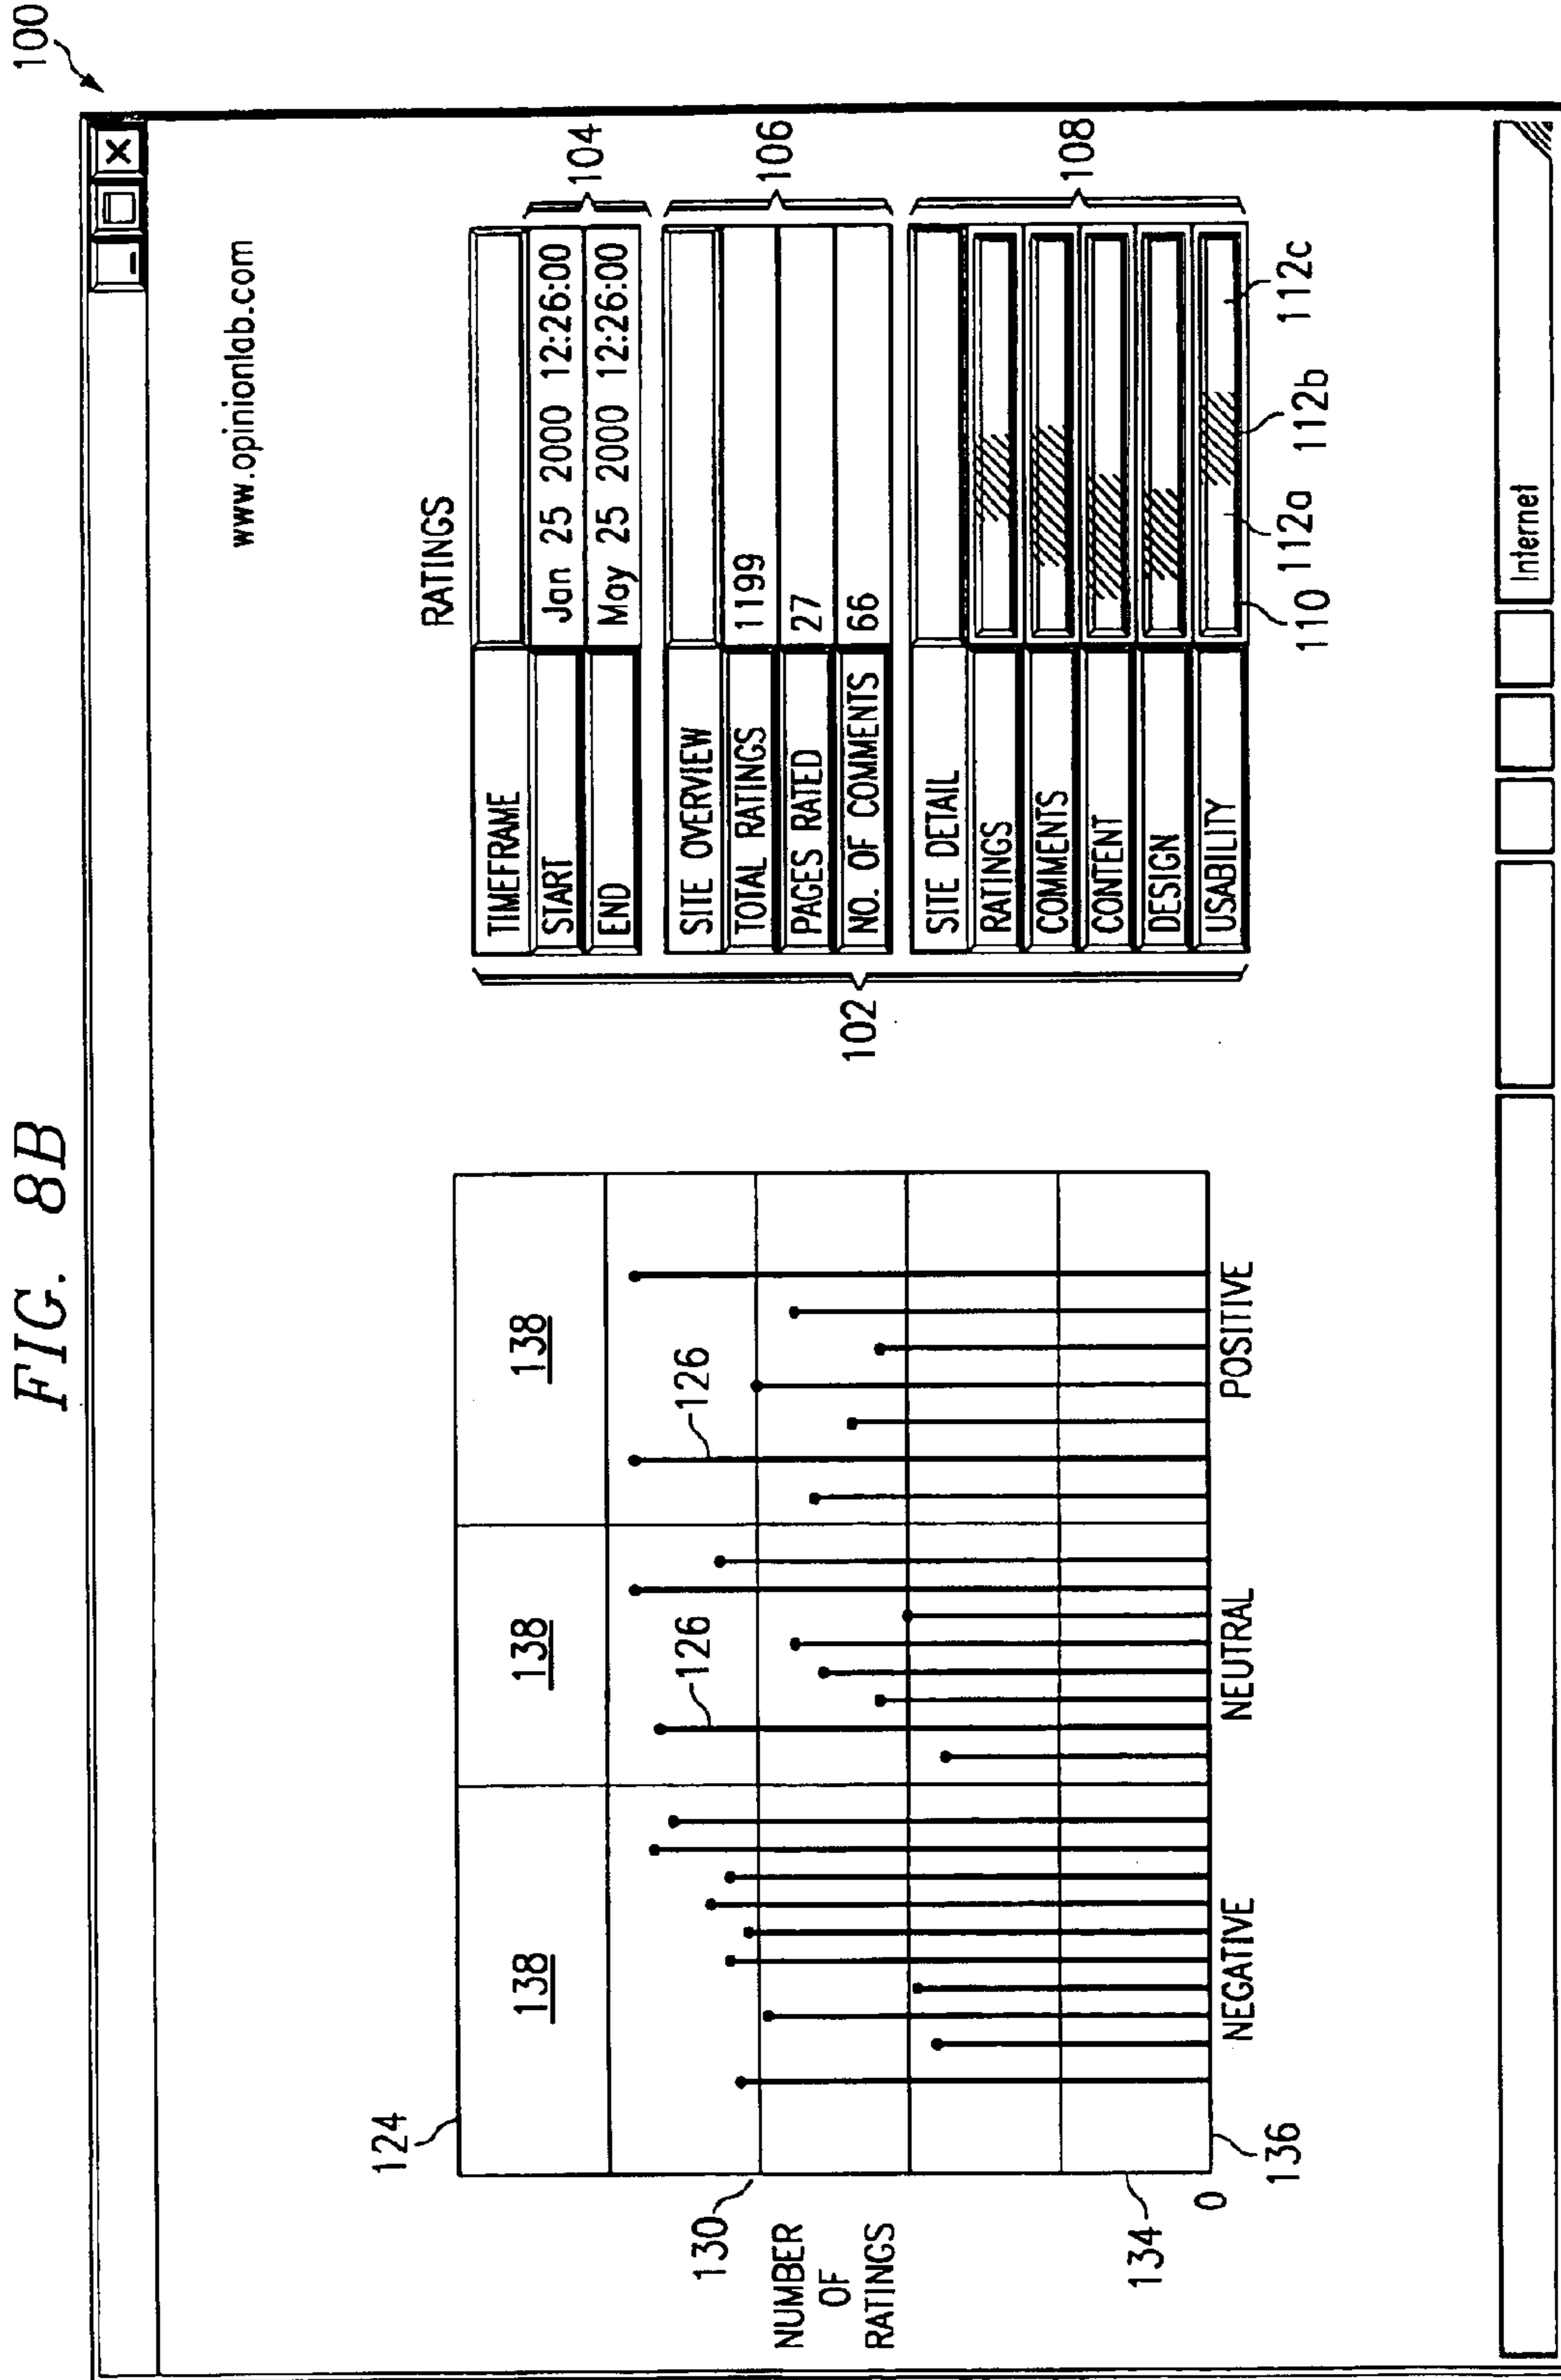 FIG. 8B
100
www.opinionlab.com
124
138
138
138
126
126
130
NUMBER
OF
RATINGS
134
0
136
NEGATIVE
NEUTRAL
POSITIVE
RATINGS
102
TIMEFRAME
START Jan 25 2000 12:26:00
END May 25 2000 12:26:00
104
SITE OVERVIEW
TOTAL RATINGS 1199
PAGES RATED 27
NO. OF COMMENTS 66
106
SITE DETAIL
RATINGS
COMMENTS
CONTENT
DESIGN
USABILITY
108
110 112a 112b 112c
Internet